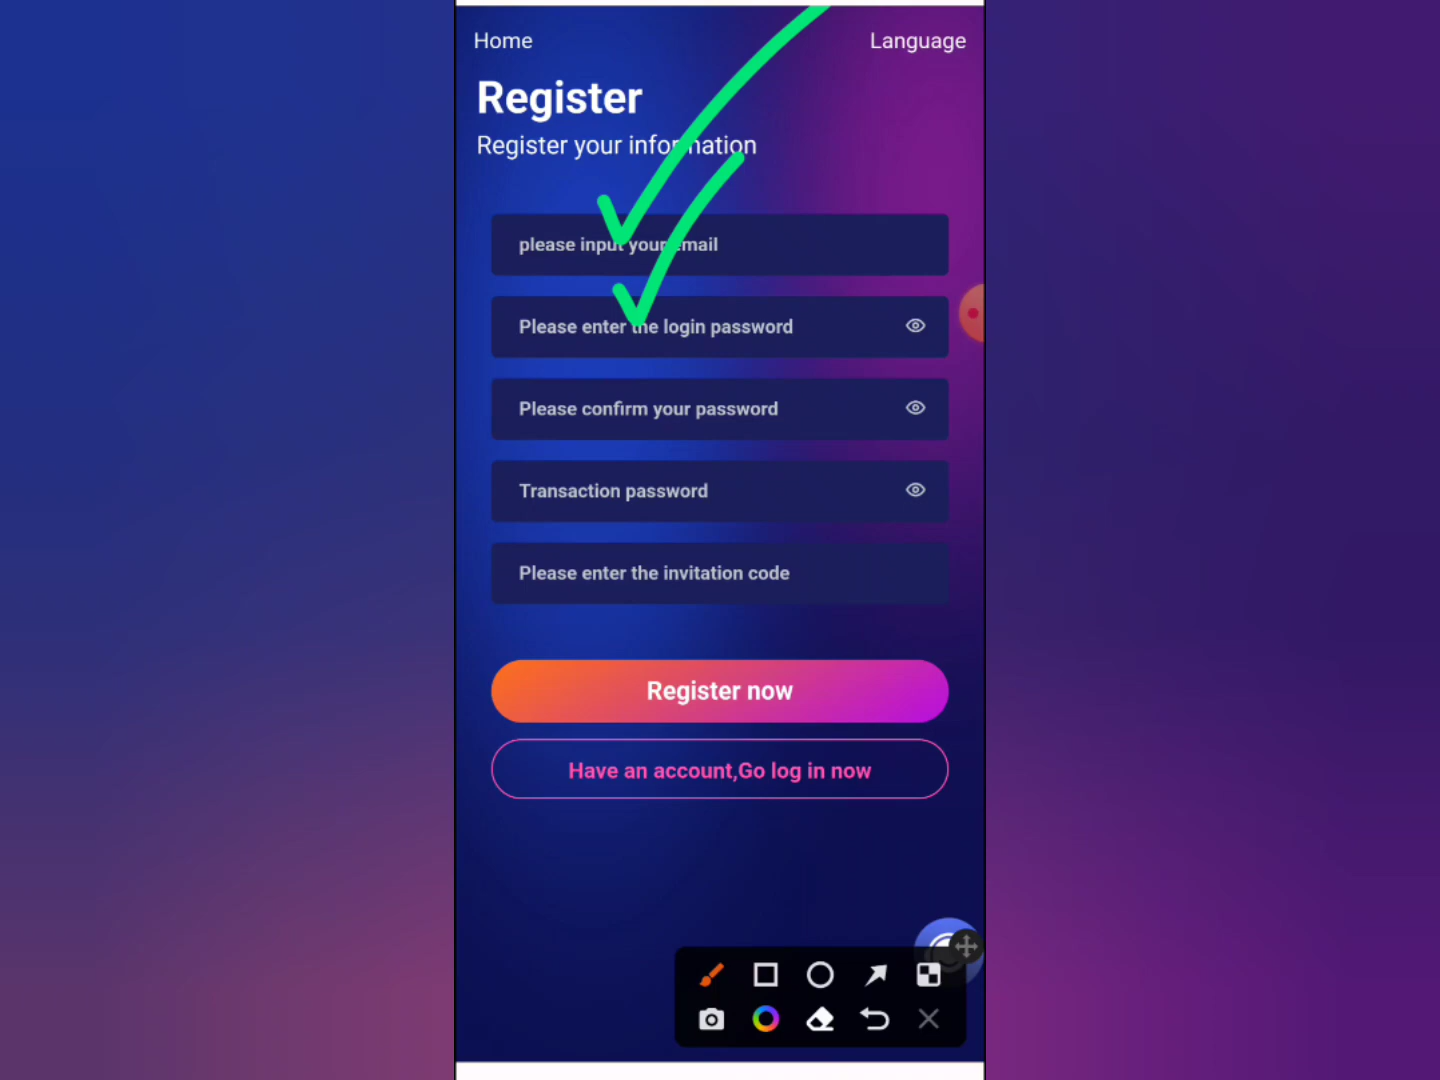 Home
Language
Register
Register your information
please input your email
Please enter the login password
Please confirm your password
Transaction password
Please enter the invitation code
Register now
Have an account,Go log in now